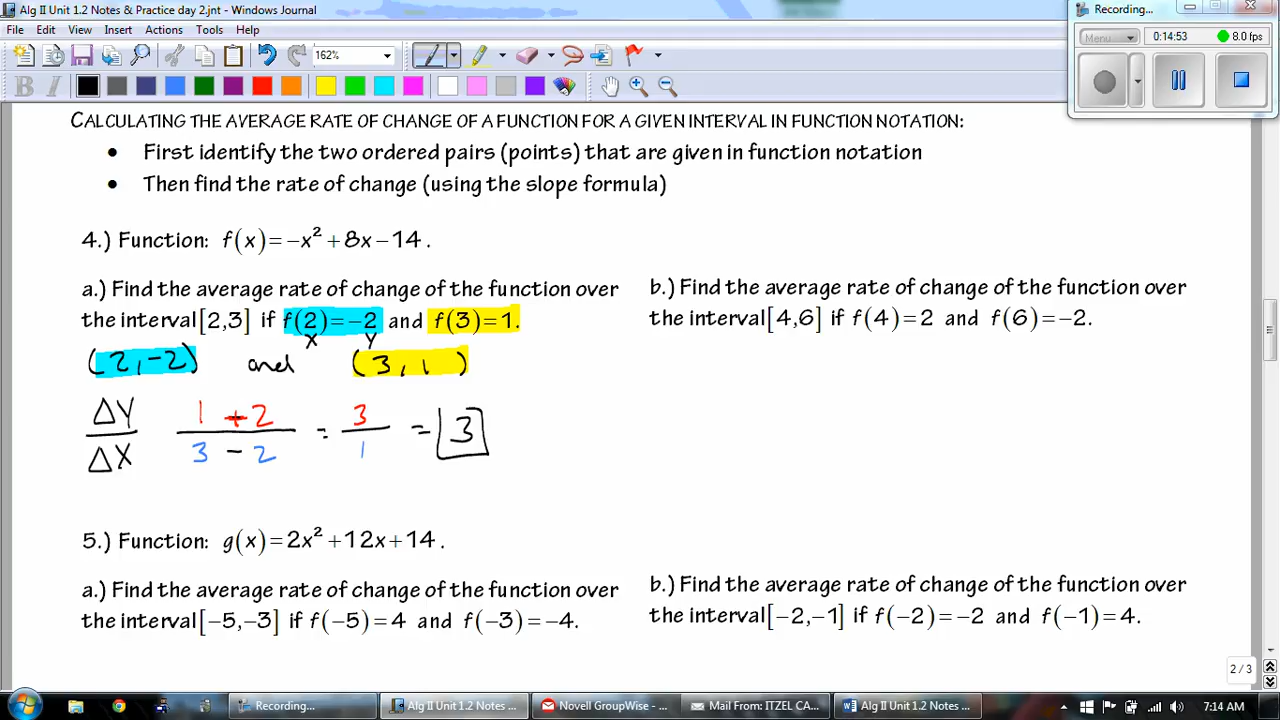 Alg II Unit 1.2 Notes & Practice day 2.jnt - Windows Journal
Recording...
File Edit View Insert Actions Tools Help
Menu
0:14:53
8.0 fps
162%
CALCULATING THE AVERAGE RATE OF CHANGE OF A FUNCTION FOR A GIVEN INTERVAL IN FUNCTION NOTATION:
• First identify the two ordered pairs (points) that are given in function notation
• Then find the rate of change (using the slope formula)
4.) Function: f(x)=-x²+8x-14.
a.) Find the average rate of change of the function over
the interval [2,3] if f(2)=-2 and f(3)=1.
X Y
(2,-2) and (3, 1 )
ΔY 1 + 2 3
= = 3
ΔX 3 - 2 1
b.) Find the average rate of change of the function over
the interval [4,6] if f(4)=2 and f(6)=-2.
5.) Function: g(x)=2x²+12x+14.
a.) Find the average rate of change of the function over
the interval [-5,-3] if f(-5)=4 and f(-3)=-4.
b.) Find the average rate of change of the function over
the interval [-2,-1] if f(-2)=-2 and f(-1)=4.
2/3
Recording...
Alg II Unit 1.2 Notes ...
Novell GroupWise - ...
Mail From: ITZEL CA...
Alg II Unit 1.2 Notes ...
7:14 AM